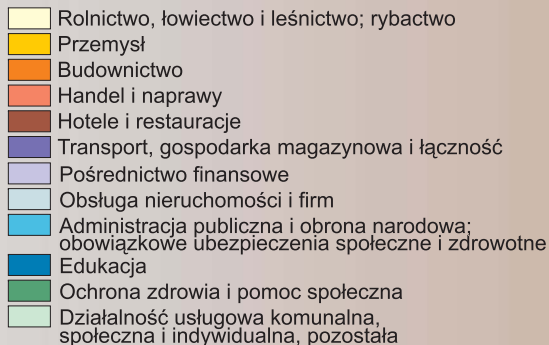 Rolnictwo, łowiectwo i leśnictwo; rybactwo
Przemysł
Budownictwo
Handel i naprawy
Hotele i restauracje
Transport, gospodarka magazynowa i łączność
Pośrednictwo finansowe
Obsługa nieruchomości i firm
Administracja publiczna i obrona narodowa;
obowiązkowe ubezpieczenia społeczne i zdrowotne
Edukacja
Ochrona zdrowia i pomoc społeczna
Działalność usługowa komunalna,
społeczna i indywidualna, pozostała